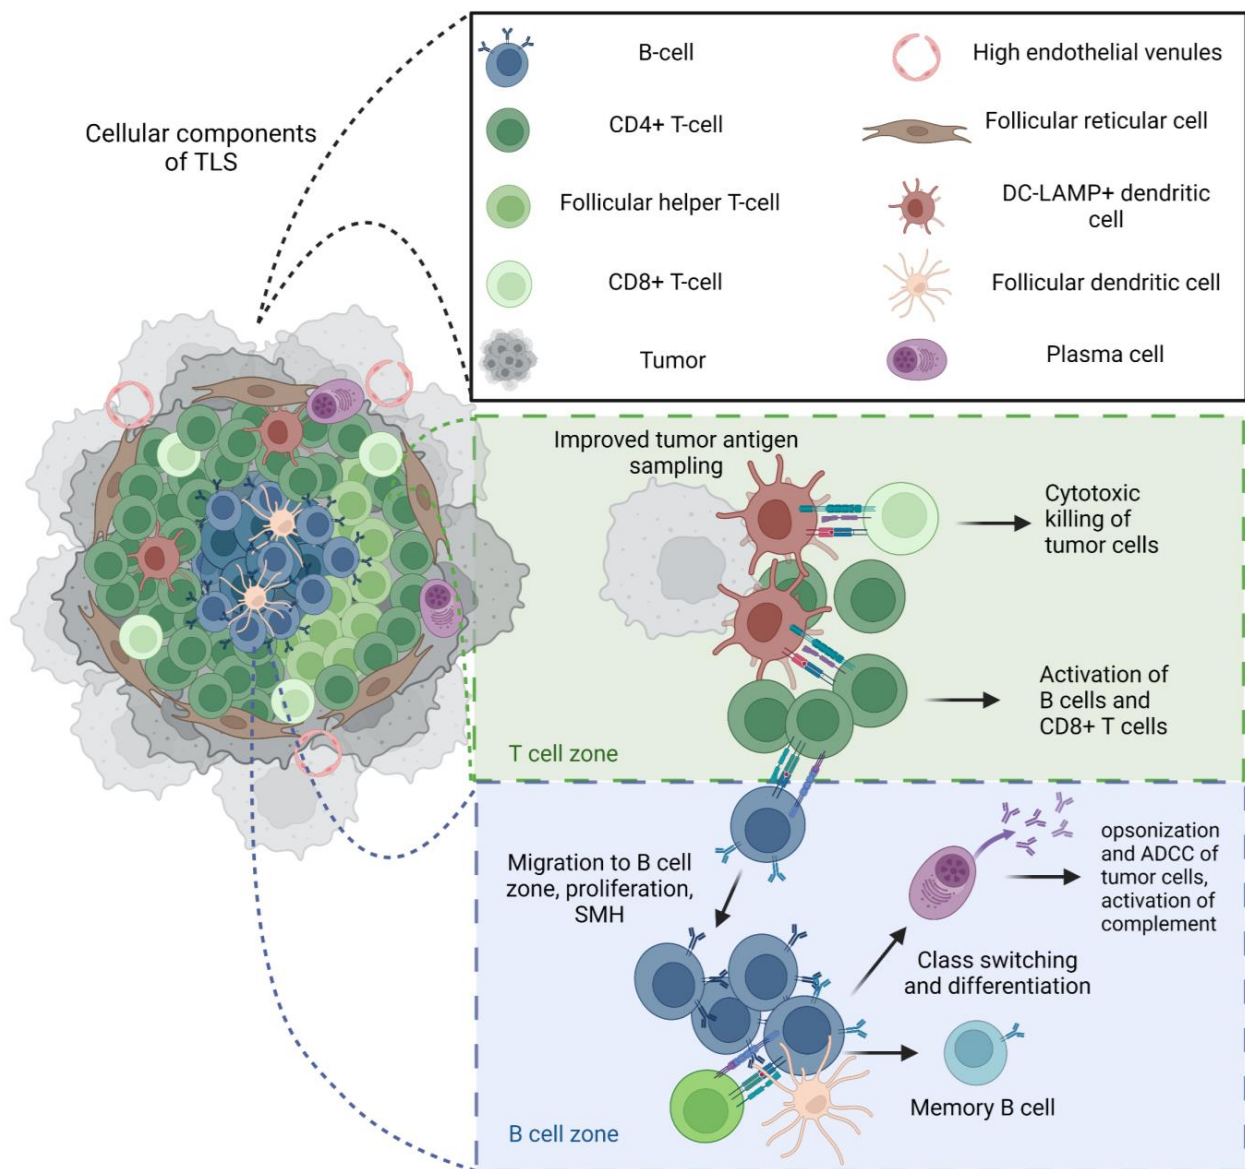 Cellular components
of TLS
B-cell
CD4+ T-cell
Follicular helper T-cell
CD8+ T-cell
Tumor
High endothelial venules
Follicular reticular cell
DC-LAMP+ dendritic
cell
Follicular dendritic cell
Plasma cell
Improved tumor antigen
sampling
Cytotoxic
killing of
tumor cells
Activation of
B cells and
CD8+ T cells
T cell zone
Migration to B cell
zone, proliferation,
SMH
opsonization
and ADCC of
tumor cells,
activation of
complement
Class switching
and differentiation
Memory B cell
B cell zone